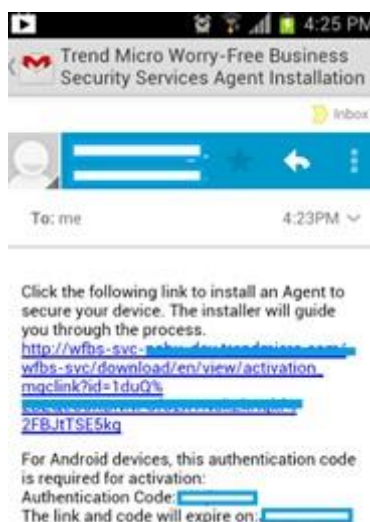 4:25 PM
Trend Micro Worry-Free Business
Security Services Agent Installation
Inbox
To: me
4:23PM
Click the following link to install an Agent to
secure your device. The installer will guide
you through the process.
http://wfbs-svc-
wfbs-svc/download/en/view/activation_
mgclink?id=1duQ%
2FBJtTSE5kg
For Android devices, this authentication code
is required for activation:
Authentication Code:
The link and code will expire on: